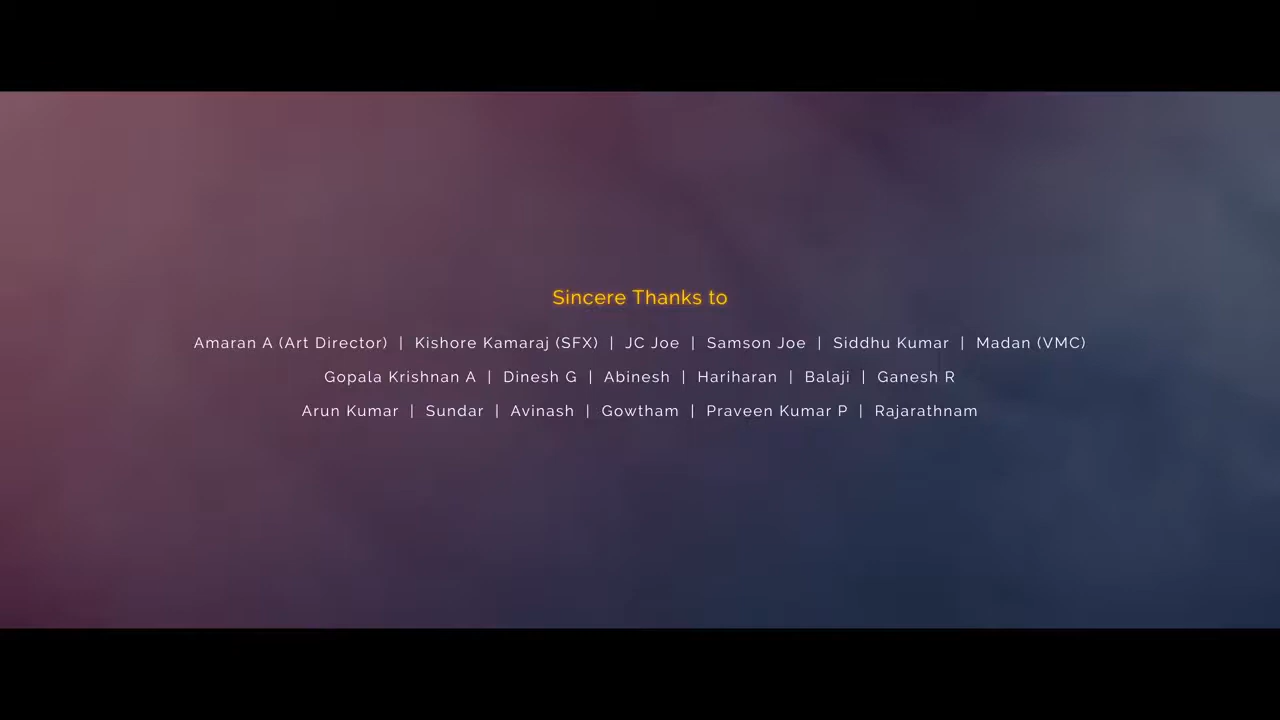 Sincere Thanks to
Amaran A (Art Director) | Kishore Kamaraj (SFX) | JC Joe | Samson Joe | Siddhu Kumar | Madan (VMC)
Gopala Krishnan A | Dinesh G | Abinesh | Hariharan | Balaji | Ganesh R
Arun Kumar | Sundar | Avinash | Gowtham | Praveen Kumar P | Rajarathnam